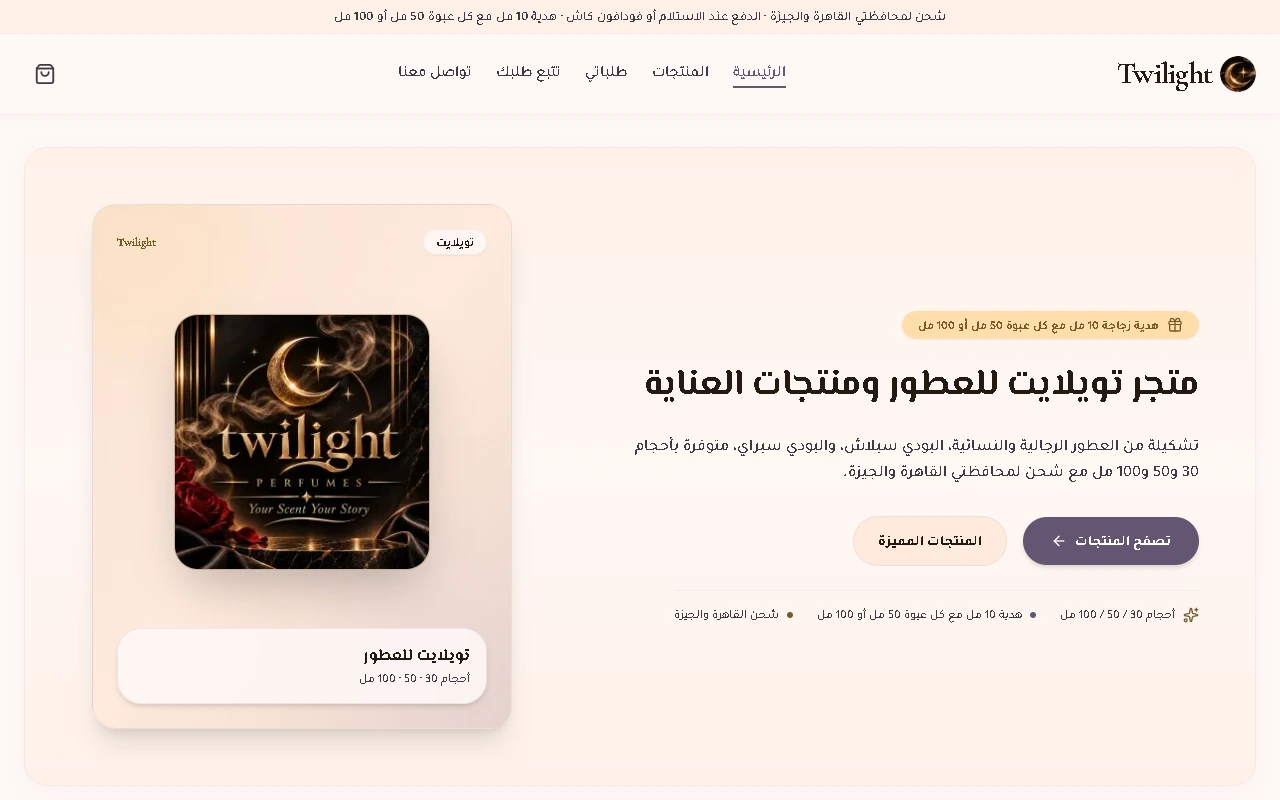 شحن لمحافظتي القاهرة والجيزة · الدفع عند الاستلام أو فودافون كاش · هدية 10 مل مع كل عبوة 50 مل أو 100 مل
Twilight
الرئيسية
المنتجات
طلباتي
تتبع طلبك
تواصل معنا
هدية زجاجة 10 مل مع كل عبوة 50 مل أو 100 مل
متجر تويلايت للعطور ومنتجات العناية
تشكيلة من العطور الرجالية والنسائية، البودي سبلاش، والبودي سبراي، متوفرة بأحجام
30 و50 و100 مل مع شحن لمحافظتي القاهرة والجيزة.
تصفح المنتجات
المنتجات المميزة
أحجام 30 / 50 / 100 مل
هدية 10 مل مع كل عبوة 50 مل أو 100 مل
شحن القاهرة والجيزة
تويلايت
Twilight
twilight
PERFUMES
Your Scent Your Story
تويلايت للعطور
أحجام 30 · 50 · 100 مل